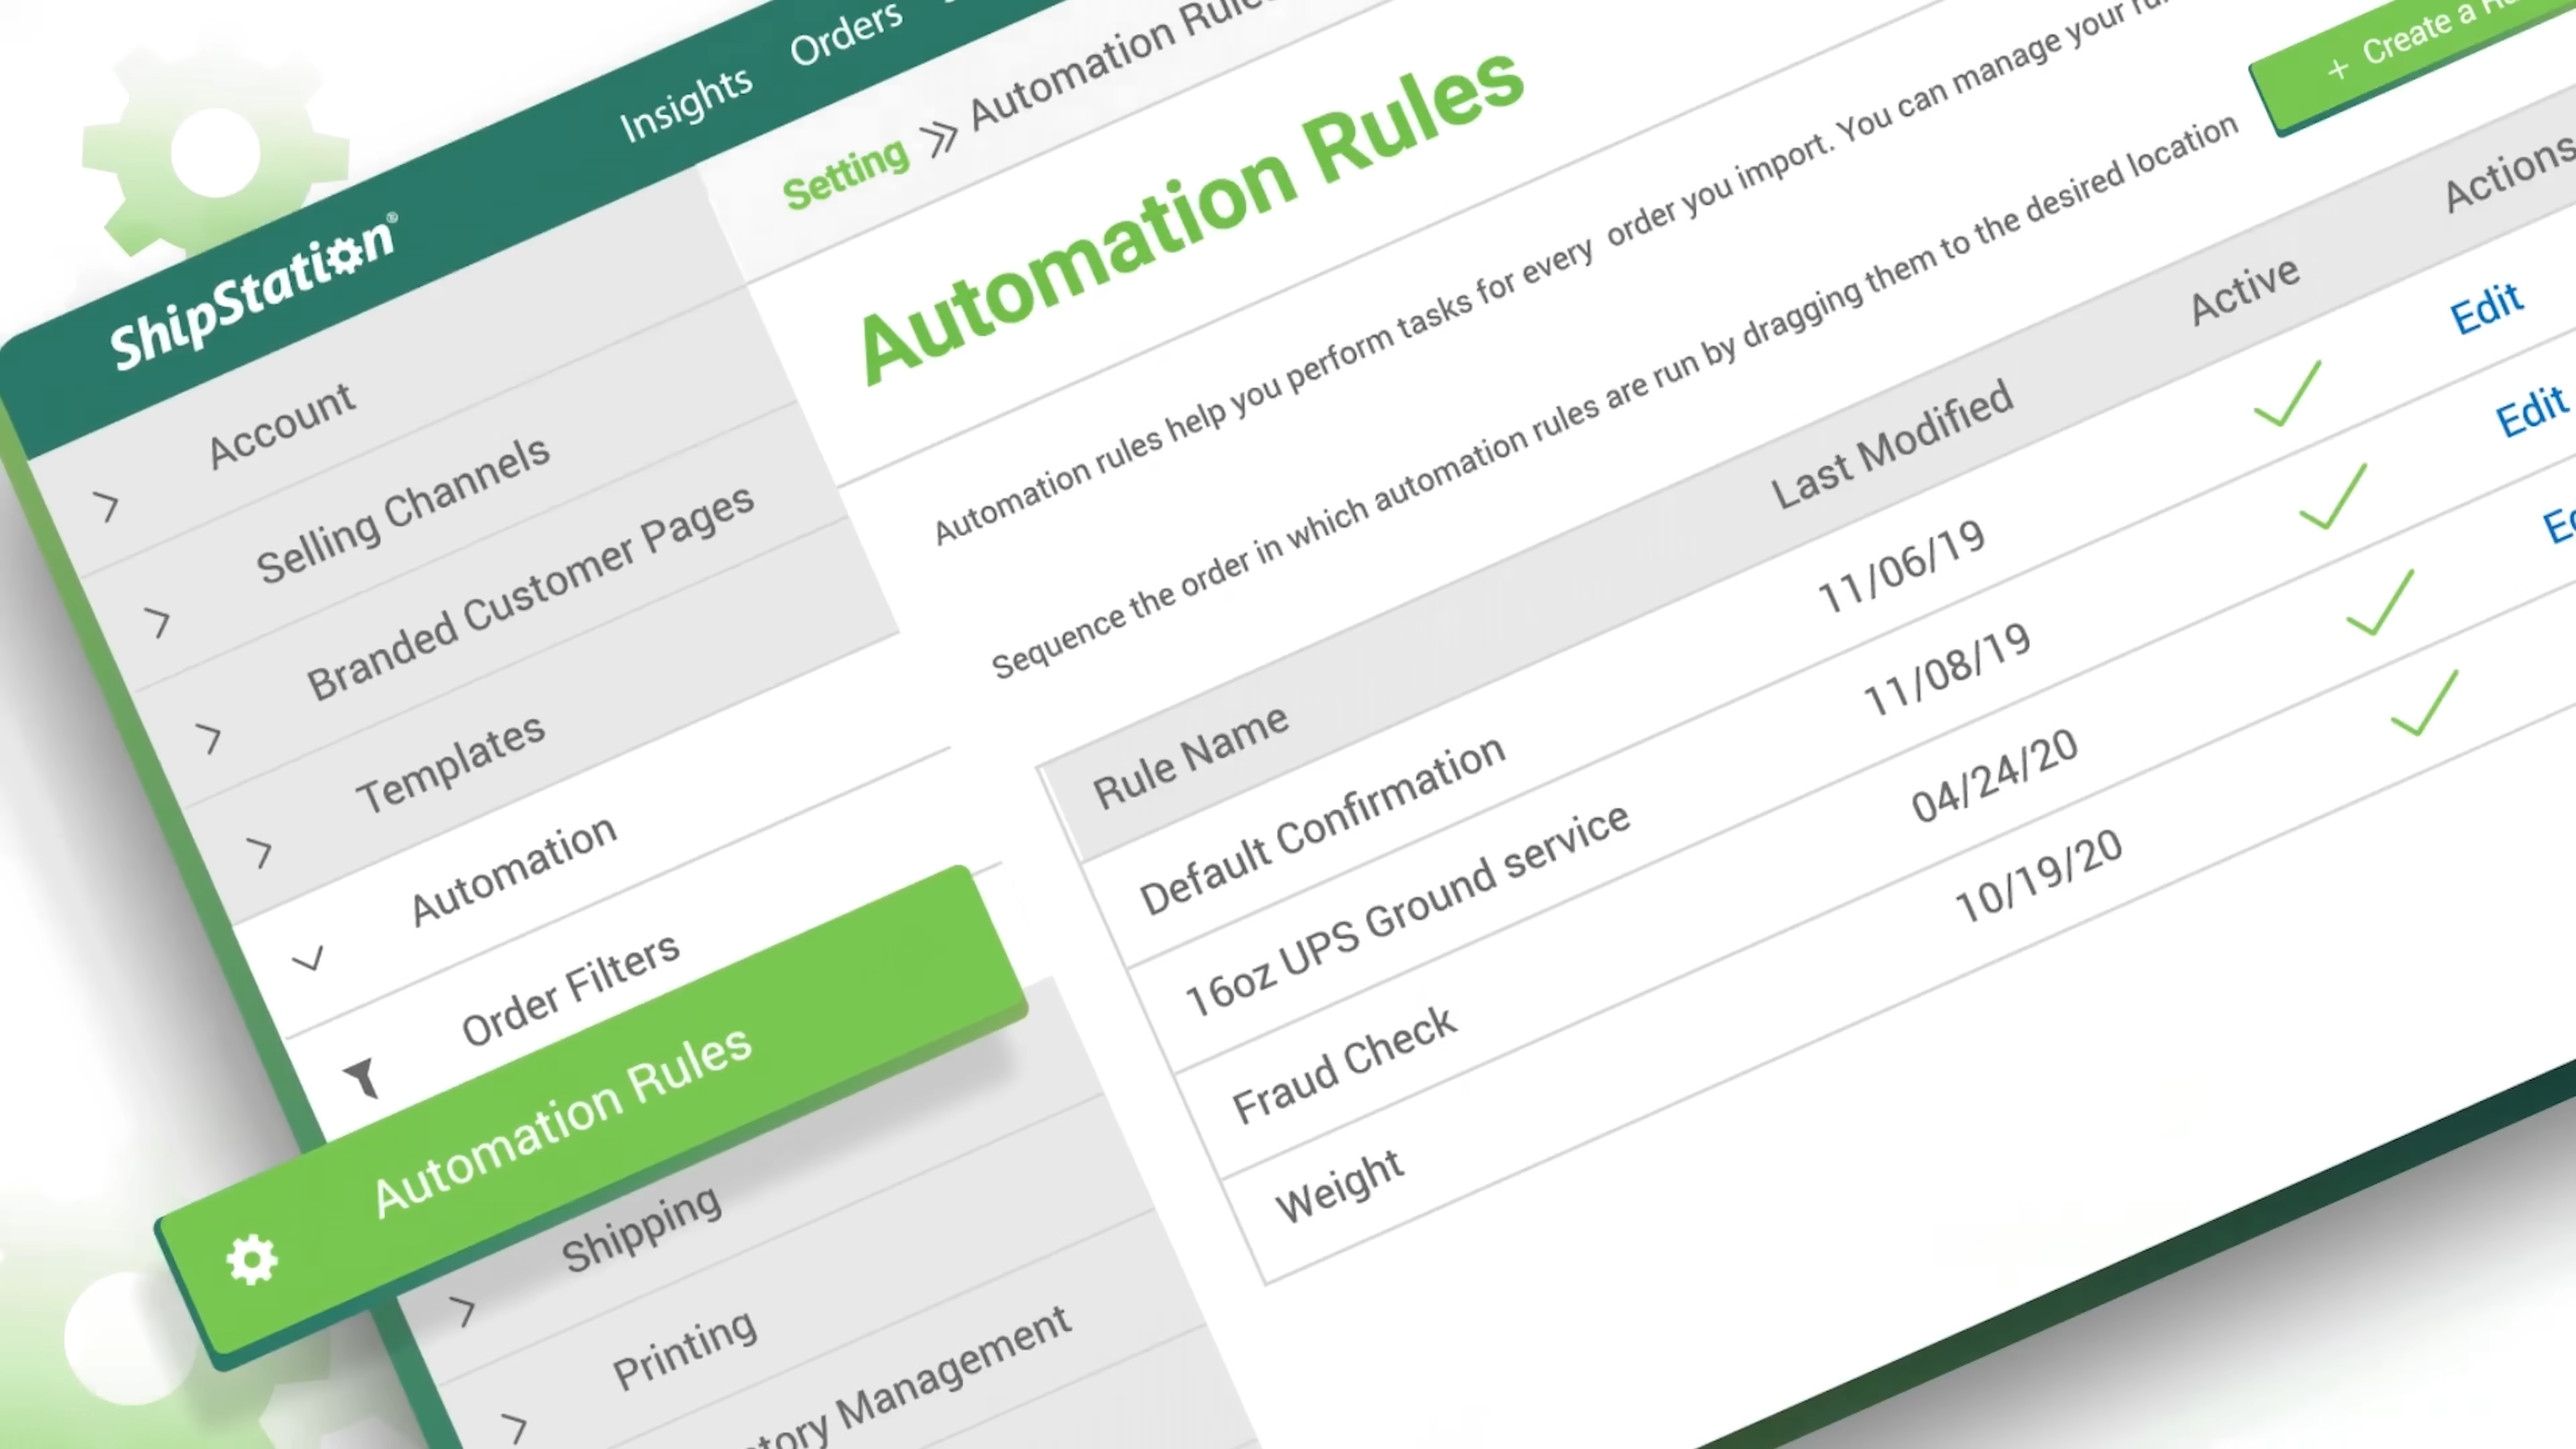 ShipStation®
Insights
Orders
Account
Selling Channels
Branded Customer Pages
Templates
Automation
Order Filters
Automation Rules
Shipping
Printing
Management
Setting » Automation
Automation Rules
Automation rules help you perform tasks for every order you import. You can manage your
Sequence the order in which automation rules are run by dragging them to the desired location
+ Create a
Rule Name Last Modified Active Actions
Default Confirmation 11/06/19 Edit
16oz UPS Ground service 11/08/19 Edit
Fraud Check 04/24/20
Weight 10/19/20